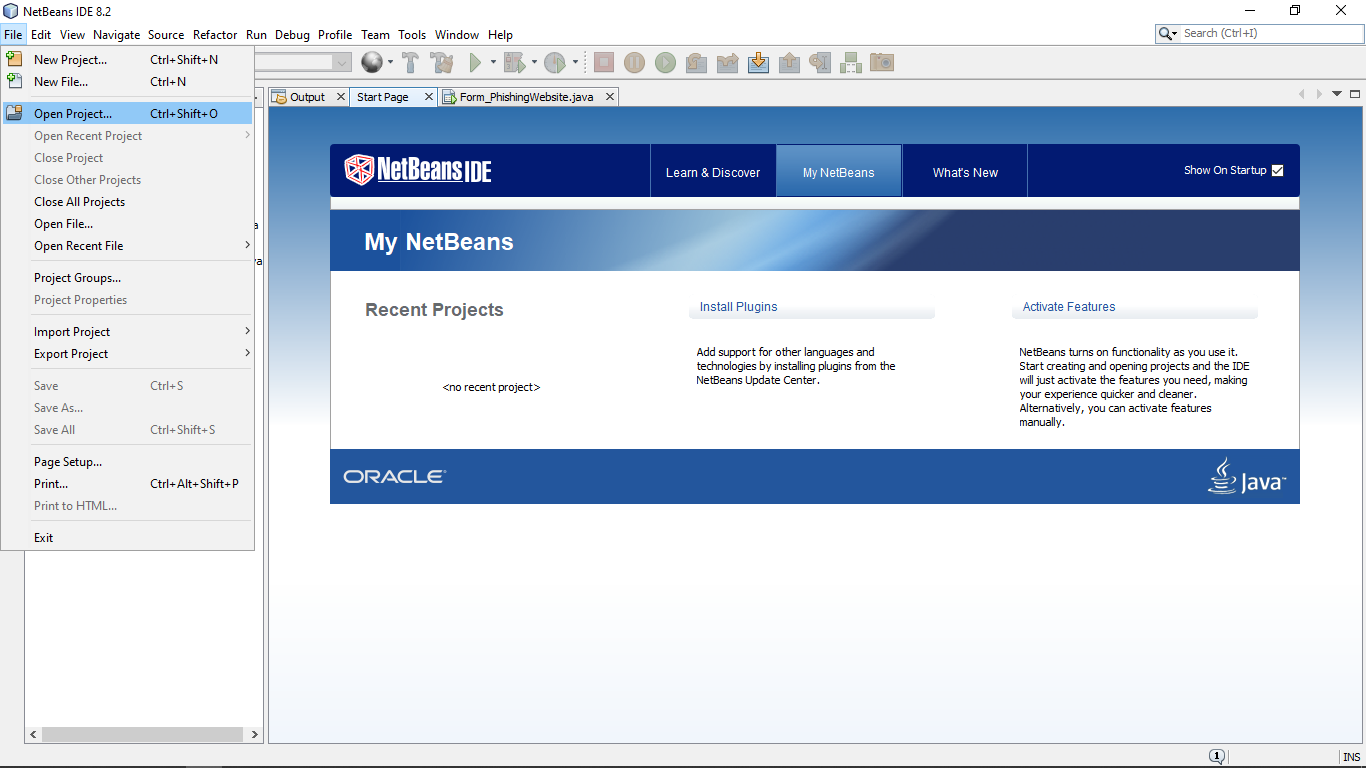 NetBeans IDE 8.2
File Edit View Navigate Source Refactor Run Debug Profile Team Tools Window Help
Search (Ctrl+I)
New Project... Ctrl+Shift+N
New File... Ctrl+N
Open Project... Ctrl+Shift+O
Open Recent Project
Close Project
Close Other Projects
Close All Projects
Open File...
Open Recent File
Project Groups...
Project Properties
Import Project
Export Project
Save Ctrl+S
Save As...
Save All Ctrl+Shift+S
Page Setup...
Print... Ctrl+Alt+Shift+P
Print to HTML...
Exit
Output Start Page Form_PhishingWebsite.java
NetBeans IDE
Learn & Discover My NetBeans What's New
Show On Startup
My NetBeans
Recent Projects
<no recent project>
Install Plugins
Add support for other languages and
technologies by installing plugins from the
NetBeans Update Center.
Activate Features
NetBeans turns on functionality as you use it.
Start creating and opening projects and the IDE
will just activate the features you need, making
your experience quicker and cleaner.
Alternatively, you can activate features
manually.
ORACLE
Java
1
INS